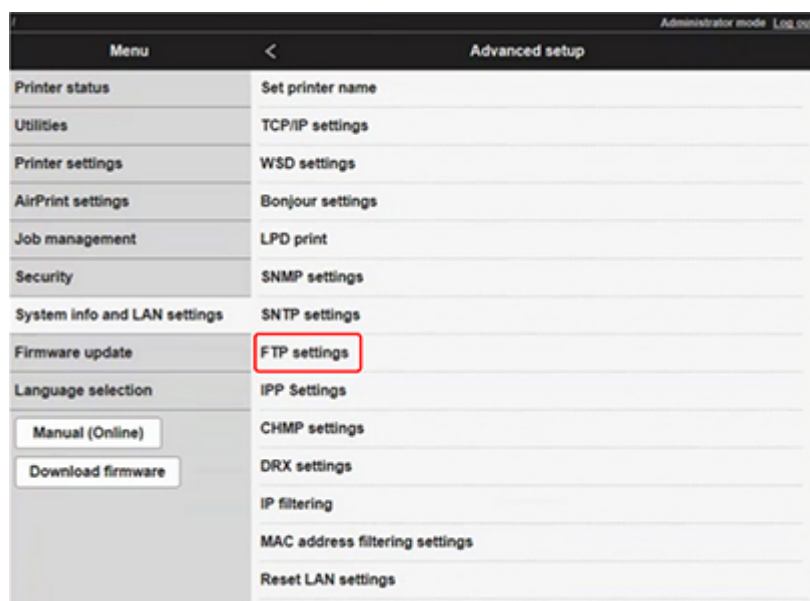 /
Administrator mode Log ou
Menu
<
Advanced setup
Printer status
Utilities
Printer settings
AirPrint settings
Job management
Security
System info and LAN settings
Firmware update
Language selection
Manual (Online)
Download firmware
Set printer name
TCP/IP settings
WSD settings
Bonjour settings
LPD print
SNMP settings
SNTP settings
FTP settings
IPP Settings
CHMP settings
DRX settings
IP filtering
MAC address filtering settings
Reset LAN settings